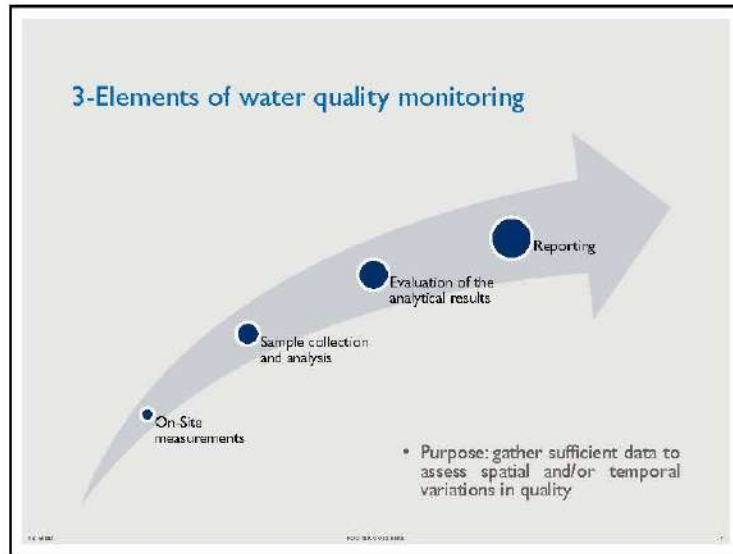 3-Elements of water quality monitoring
Reporting
Evaluation of the
analytical results
Sample collection
and analysis
On-Site
measurements
• Purpose: gather sufficient data to
assess spatial and/or temporal
variations in quality